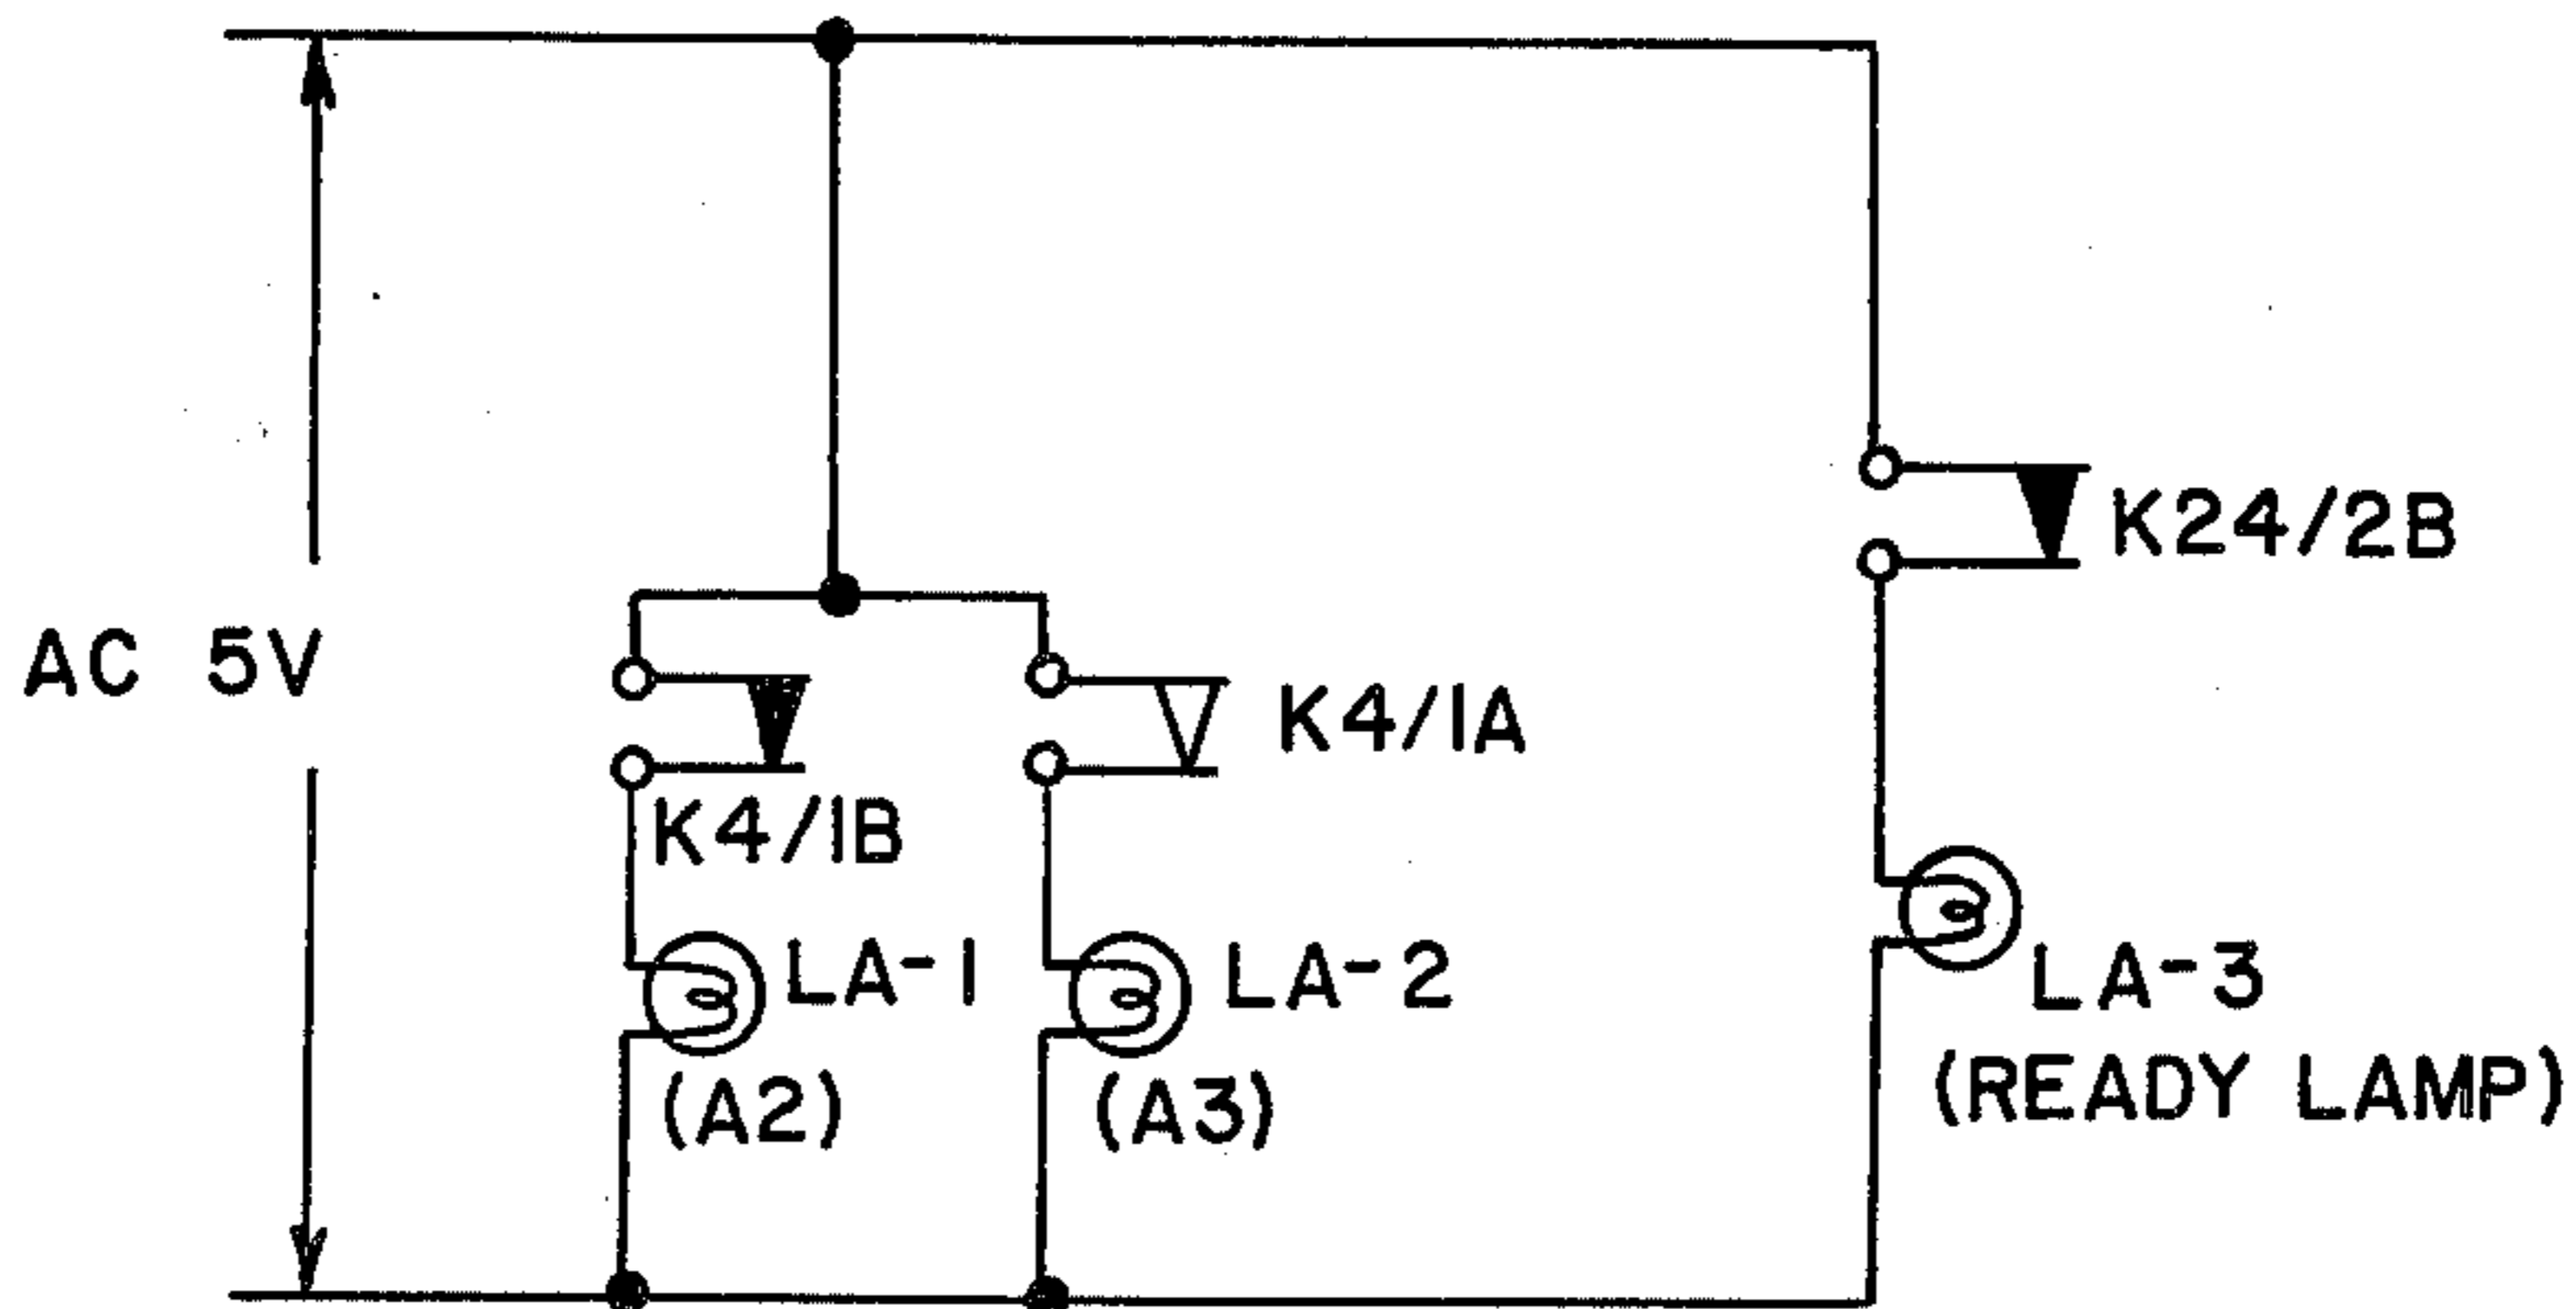 K24/2B
AC 5V
K4/1A
K4/1B
LA-1
LA-2
LA-3
(A2)
(A3)
(READY LAMP)